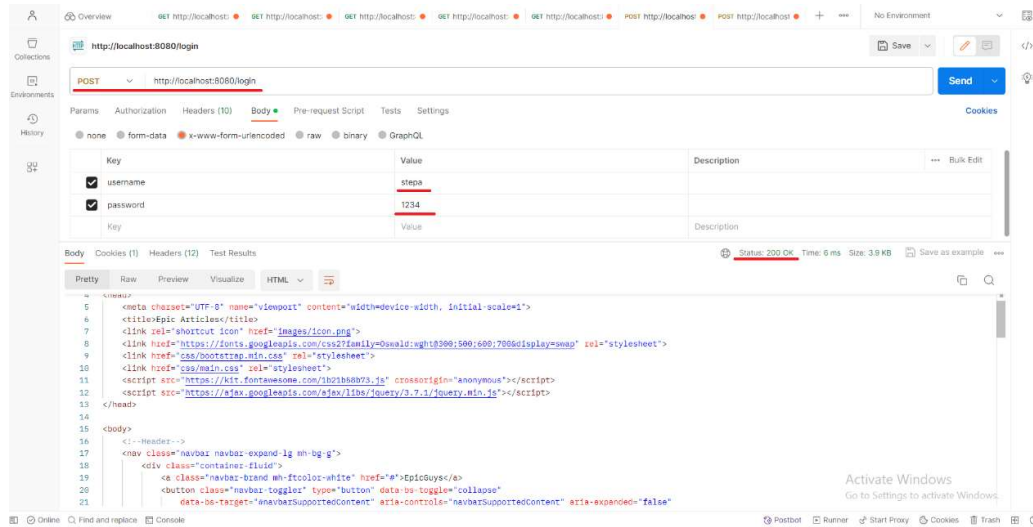 Overview GET http://localhost: GET http://localhost: GET http://localhost: GET http://localhost: GET http://localhost: POST http://localhost POST http://localhost + No Environment
Collections
Environments
History
http://localhost:8080/login Save
POST http://localhost:8080/login Send
Params Authorization Headers (10) Body Pre-request Script Tests Settings Cookies
none form-data x-www-form-urlencoded raw binary GraphQL
Key Value Description Bulk Edit
username stepa
password 1234
Key Value Description
Body Cookies (1) Headers (12) Test Results Status: 200 OK Time: 6 ms Size: 3.9 KB Save as example
Pretty Raw Preview Visualize HTML
4 <head>
5 <meta charset="UTF-8" name="viewport" content="width=device-width, initial-scale=1">
6 <title>Epic Articles</title>
7 <link rel="shortcut icon" href="images/icon.png">
8 <link href="https://fonts.googleapis.com/css2?family=Oswald:wght@300;500;600;700&display=swap" rel="stylesheet">
9 <link href="css/bootstrap.min.css" rel="stylesheet">
10 <link href="css/main.css" rel="stylesheet">
11 <script src="https://kit.fontawesome.com/1b21b68b73.js" crossorigin="anonymous"></script>
12 <script src="https://ajax.googleapis.com/ajax/libs/jquery/3.7.1/jquery.min.js"></script>
13 </head>
14
15 <body>
16 <!--Header-->
17 <nav class="navbar navbar-expand-lg mh-bg-g">
18 <div class="container-fluid">
19 <a class="navbar-brand mh-ftcolor-white" href="#">EpicGuys</a>
20 <button class="navbar-toggler" type="button" data-bs-toggle="collapse"
21 data-bs-target="#navbarSupportedContent" aria-controls="navbarSupportedContent" aria-expanded="false"
Activate Windows
Go to Settings to activate Windows.
Online Find and replace Console Postbot Runner Start Proxy Cookies Trash